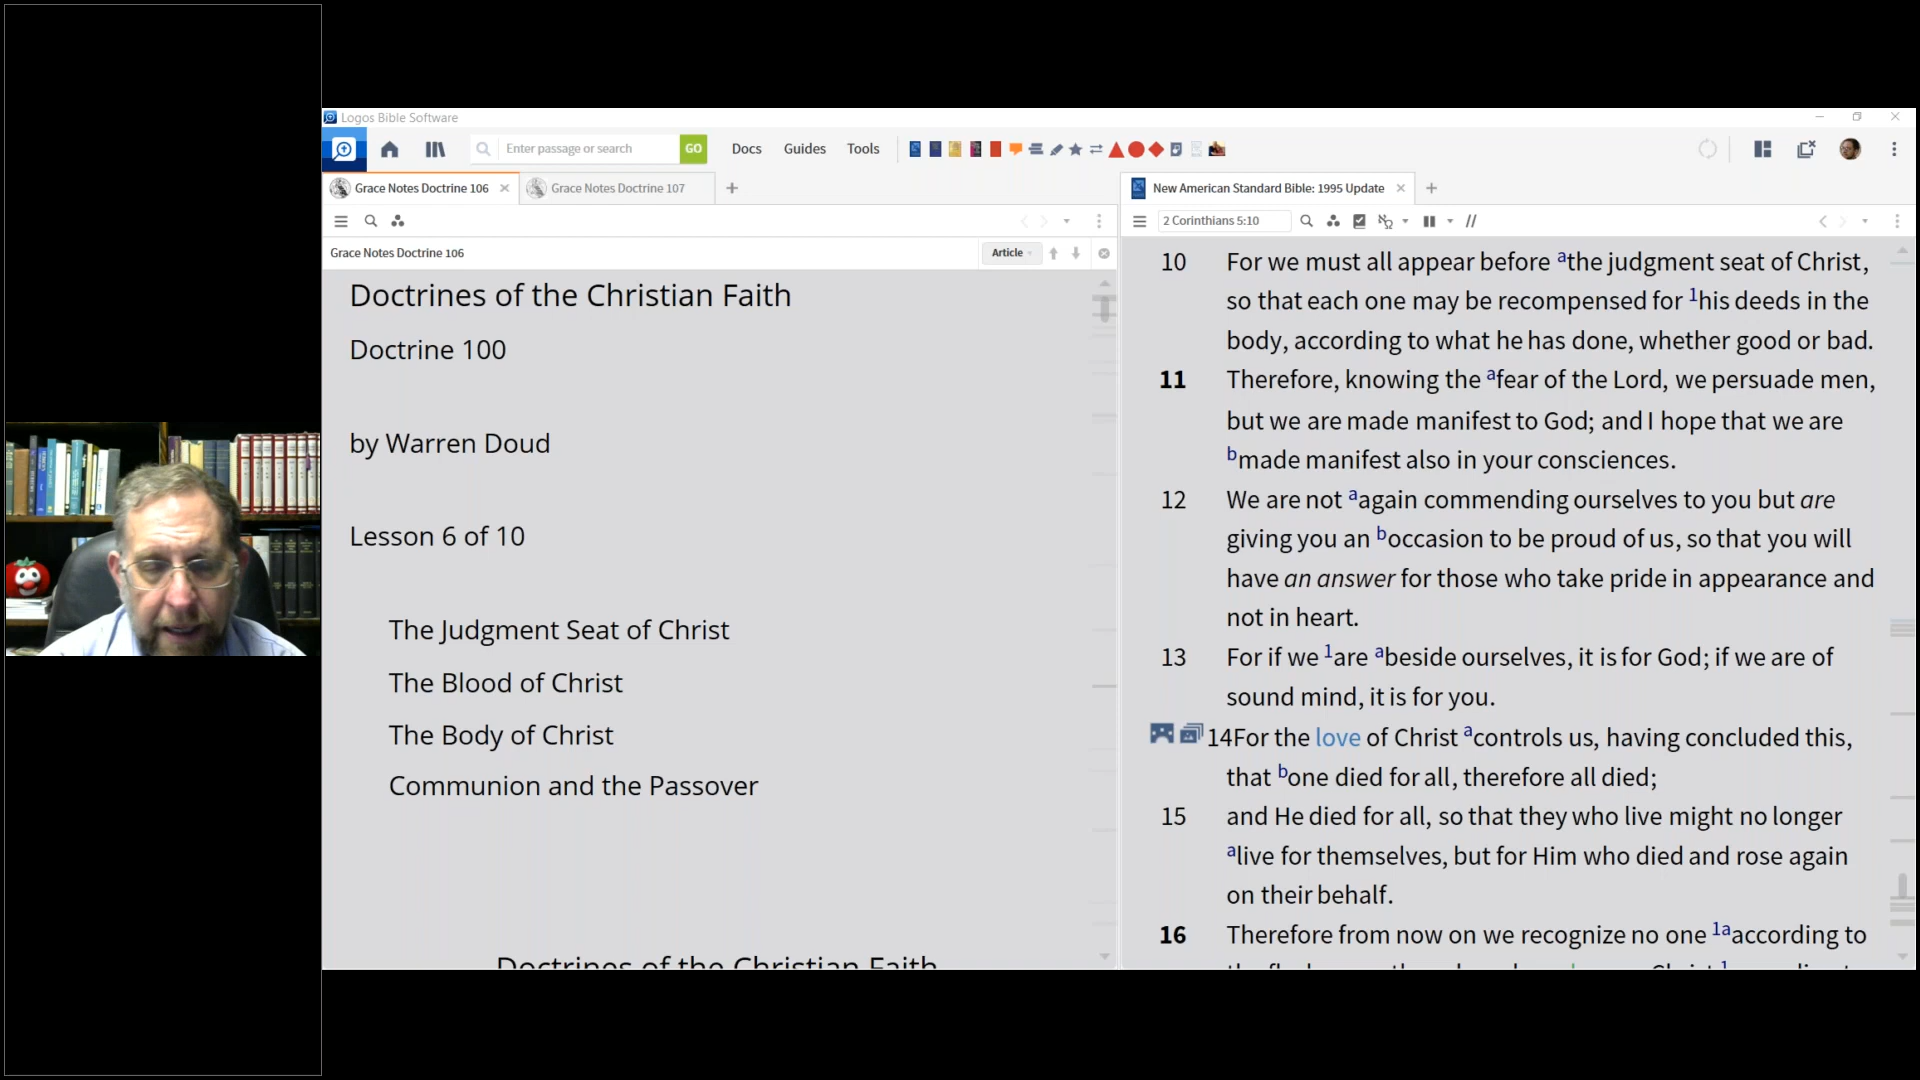 Logos Bible Software
Enter passage or search
GO
Docs
Guides
Tools
Grace Notes Doctrine 106
Grace Notes Doctrine 107
Grace Notes Doctrine 106
Article
Doctrines of the Christian Faith
Doctrine 100
by Warren Doud
Lesson 6 of 10
The Judgment Seat of Christ
The Blood of Christ
The Body of Christ
Communion and the Passover
Doctrines of the Christian Faith
New American Standard Bible: 1995 Update
2 Corinthians 5:10
10 For we must all appear before athe judgment seat of Christ,
so that each one may be recompensed for 1his deeds in the
body, according to what he has done, whether good or bad.
11 Therefore, knowing the afear of the Lord, we persuade men,
but we are made manifest to God; and I hope that we are
bmade manifest also in your consciences.
12 We are not aagain commending ourselves to you but are
giving you an boccasion to be proud of us, so that you will
have an answer for those who take pride in appearance and
not in heart.
13 For if we 1are abeside ourselves, it is for God; if we are of
sound mind, it is for you.
14For the love of Christ acontrols us, having concluded this,
that bone died for all, therefore all died;
15 and He died for all, so that they who live might no longer
alive for themselves, but for Him who died and rose again
on their behalf.
16 Therefore from now on we recognize no one 1aaccording to